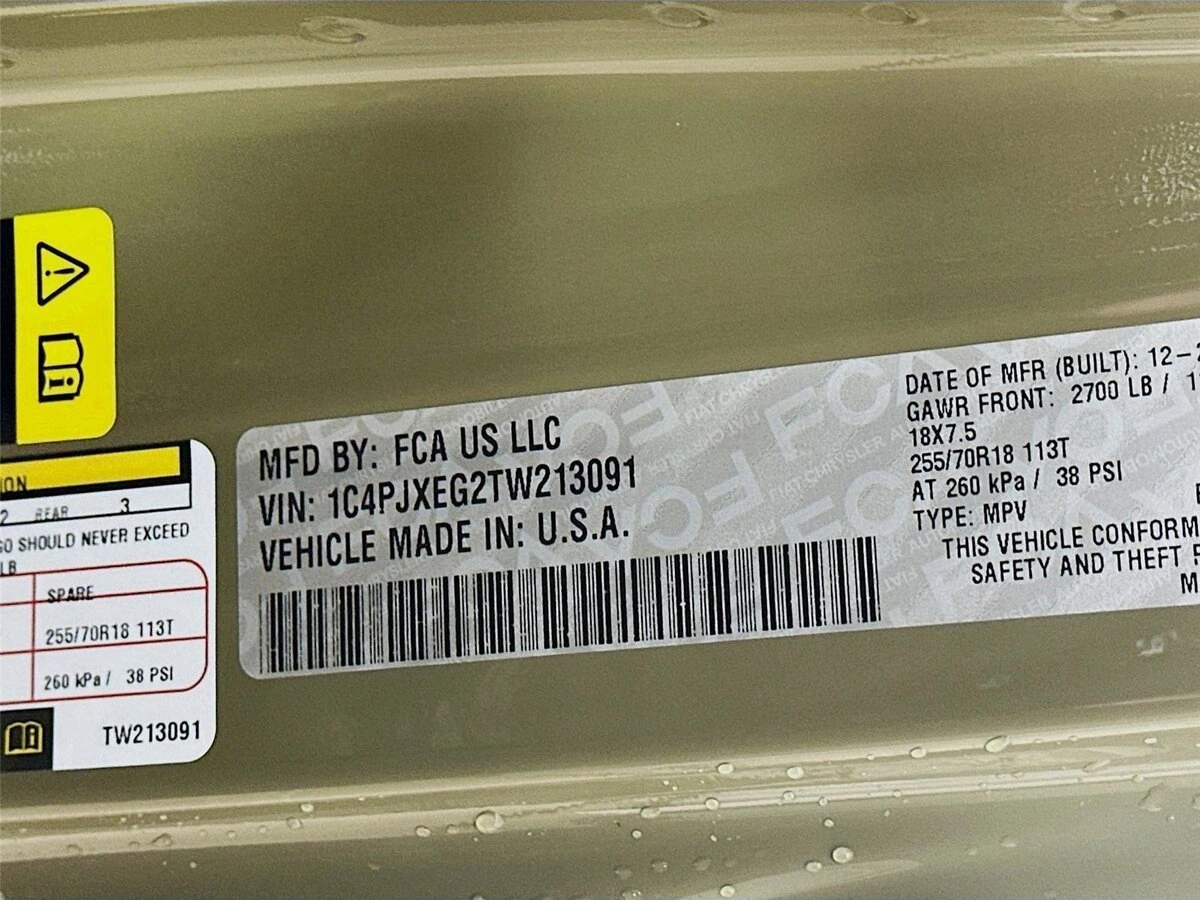 ION
2 REAR 3
GO SHOULD NEVER EXCEED
LB
SPARE
255/70R18 113T
260 kPa / 38 PSI
TW213091
MFD BY: FCA US LLC
VIN: 1C4PJXEG2TW213091
VEHICLE MADE IN: U.S.A.
DATE OF MFR (BUILT): 12-2
GAWR FRONT: 2700 LB / 1
18X7.5
255/70R18 113T
AT 260 kPa / 38 PSI
TYPE: MPV
THIS VEHICLE CONFORM
SAFETY AND THEFT
M